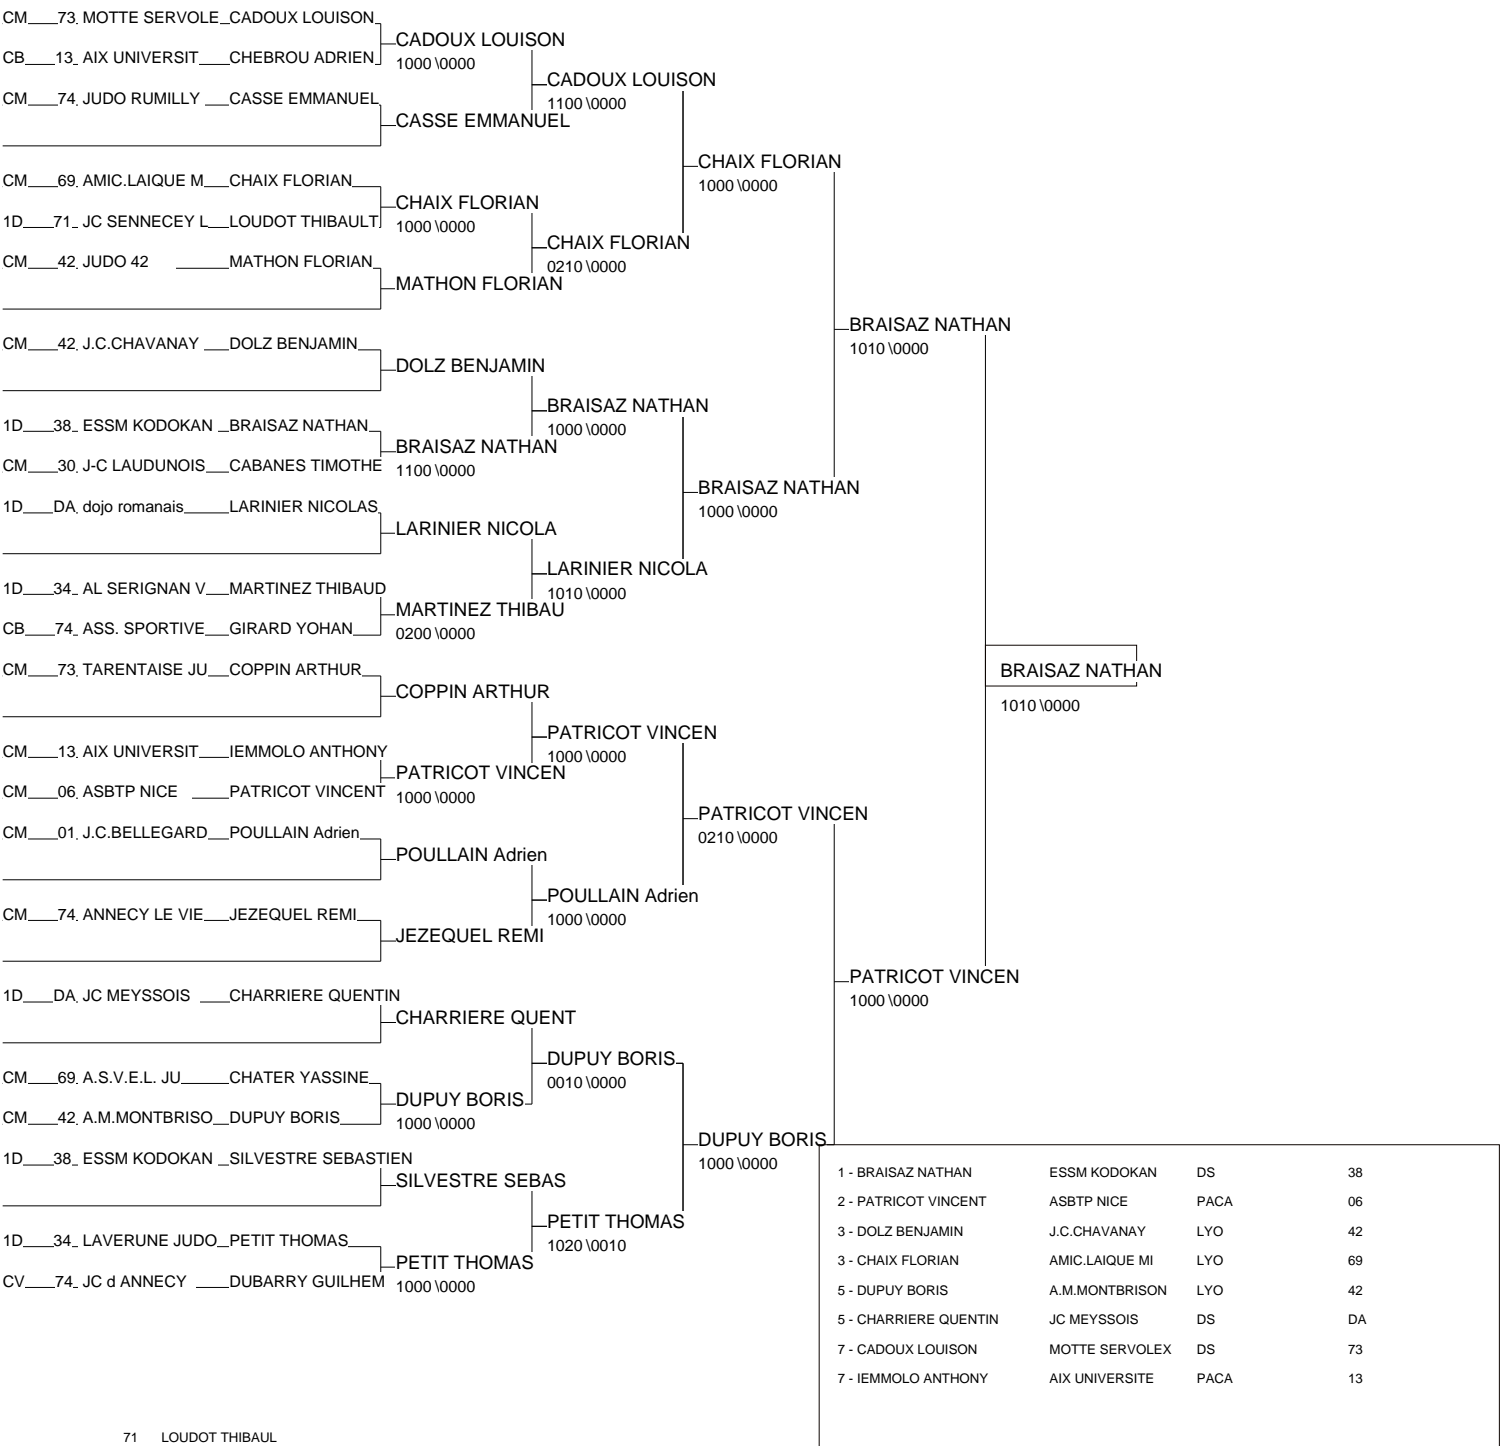 CM 73 MOTTE SERVOLE CADOUX LOUISON
CADOUX LOUISON
CB 13 AIX UNIVERSIT CHEBROU ADRIEN
1000 \0000
CADOUX LOUISON
CM 74 JUDO RUMILLY CASSE EMMANUEL
1100 \0000
CASSE EMMANUEL
CHAIX FLORIAN
CM 69 AMIC.LAIQUE M CHAIX FLORIAN
1000 \0000
CHAIX FLORIAN
1D 71 JC SENNECEY L LOUDOT THIBAULT
1000 \0000
CHAIX FLORIAN
CM 42 JUDO 42 MATHON FLORIAN
0210 \0000
MATHON FLORIAN
BRAISAZ NATHAN
CM 42 J.C.CHAVANAY DOLZ BENJAMIN
1010 \0000
DOLZ BENJAMIN
BRAISAZ NATHAN
1D 38 ESSM KODOKAN BRAISAZ NATHAN
1000 \0000
BRAISAZ NATHAN
CM 30 J-C LAUDUNOIS CABANES TIMOTHE
1100 \0000
BRAISAZ NATHAN
1D DA dojo romanais LARINIER NICOLAS
1000 \0000
LARINIER NICOLA
LARINIER NICOLA
1D 34 AL SERIGNAN V MARTINEZ THIBAUD
1010 \0000
MARTINEZ THIBAU
CB 74 ASS. SPORTIVE GIRARD YOHAN
0200 \0000
CM 73 TARENTAISE JU COPPIN ARTHUR
BRAISAZ NATHAN
COPPIN ARTHUR
1010 \0000
PATRICOT VINCEN
CM 13 AIX UNIVERSIT IEMMOLO ANTHONY
1000 \0000
PATRICOT VINCEN
CM 06 ASBTP NICE PATRICOT VINCENT
1000 \0000
PATRICOT VINCEN
CM 01 J.C.BELLEGARD POULLAIN Adrien
0210 \0000
POULLAIN Adrien
POULLAIN Adrien
CM 74 ANNECY LE VIE JEZEQUEL REMI
1000 \0000
JEZEQUEL REMI
PATRICOT VINCEN
1D DA JC MEYSSOIS CHARRIERE QUENTIN
1000 \0000
CHARRIERE QUENT
DUPUY BORIS
CM 69 A.S.V.E.L. JU CHATER YASSINE
0010 \0000
DUPUY BORIS
CM 42 A.M.MONTBRISO DUPUY BORIS
1000 \0000
DUPUY BORIS
1D 38 ESSM KODOKAN SILVESTRE SEBASTIEN
1000 \0000
SILVESTRE SEBAS
PETIT THOMAS
1D 34 LAVERUNE JUDO PETIT THOMAS
1020 \0010
PETIT THOMAS
CV 74 JC d ANNECY DUBARRY GUILHEM
1000 \0000
1 - BRAISAZ NATHAN ESSM KODOKAN DS 38
2 - PATRICOT VINCENT ASBTP NICE PACA 06
3 - DOLZ BENJAMIN J.C.CHAVANAY LYO 42
3 - CHAIX FLORIAN AMIC.LAIQUE MI LYO 69
5 - DUPUY BORIS A.M.MONTBRISON LYO 42
5 - CHARRIERE QUENTIN JC MEYSSOIS DS DA
7 - CADOUX LOUISON MOTTE SERVOLEX DS 73
7 - IEMMOLO ANTHONY AIX UNIVERSITE PACA 13
71 LOUDOT THIBAUL